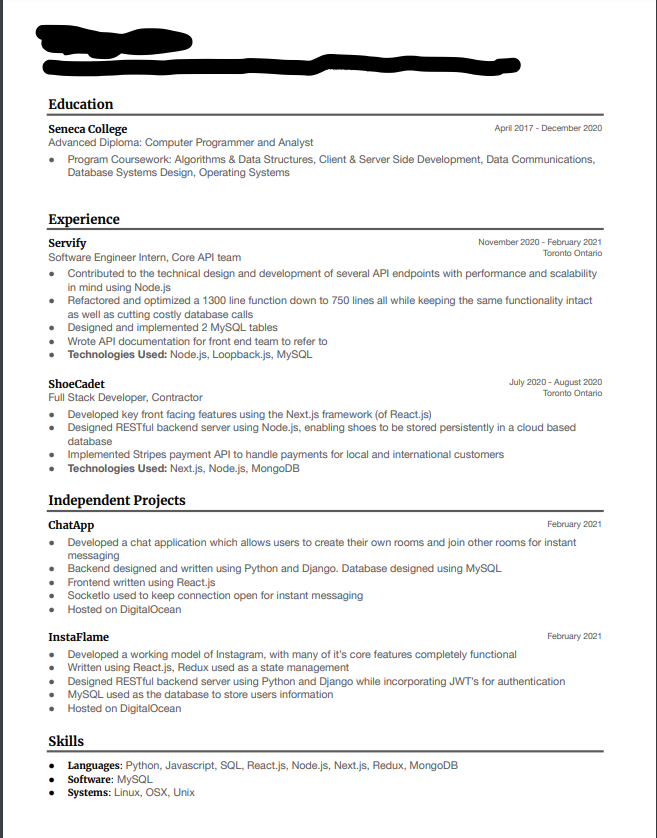 Education
Seneca College April 2017 - December 2020
Advanced Diploma: Computer Programmer and Analyst
● Program Coursework: Algorithms & Data Structures, Client & Server Side Development, Data Communications,
Database Systems Design, Operating Systems
Experience
Servify November 2020 - February 2021
Software Engineer Intern, Core API team Toronto Ontario
● Contributed to the technical design and development of several API endpoints with performance and scalability
in mind using Node.js
● Refactored and optimized a 1300 line function down to 750 lines all while keeping the same functionality intact
as well as cutting costly database calls
● Designed and implemented 2 MySQL tables
● Wrote API documentation for front end team to refer to
● Technologies Used: Node.js, Loopback.js, MySQL
ShoeCadet July 2020 - August 2020
Full Stack Developer, Contractor Toronto Ontario
● Developed key front facing features using the Next.js framework (of React.js)
● Designed RESTful backend server using Node.js, enabling shoes to be stored persistently in a cloud based
database
● Implemented Stripes payment API to handle payments for local and international customers
● Technologies Used: Next.js, Node.js, MongoDB
Independent Projects
ChatApp February 2021
● Developed a chat application which allows users to create their own rooms and join other rooms for instant
messaging
● Backend designed and written using Python and Django. Database designed using MySQL
● Frontend written using React.js
● SocketIo used to keep connection open for instant messaging
● Hosted on DigitalOcean
InstaFlame February 2021
● Developed a working model of Instagram, with many of it's core features completely functional
● Written using React.js, Redux used as a state management
● Designed RESTful backend server using Python and Django while incorporating JWT's for authentication
● MySQL used as the database to store users information
● Hosted on DigitalOcean
Skills
● Languages: Python, Javascript, SQL, React.js, Node.js, Next.js, Redux, MongoDB
● Software: MySQL
● Systems: Linux, OSX, Unix